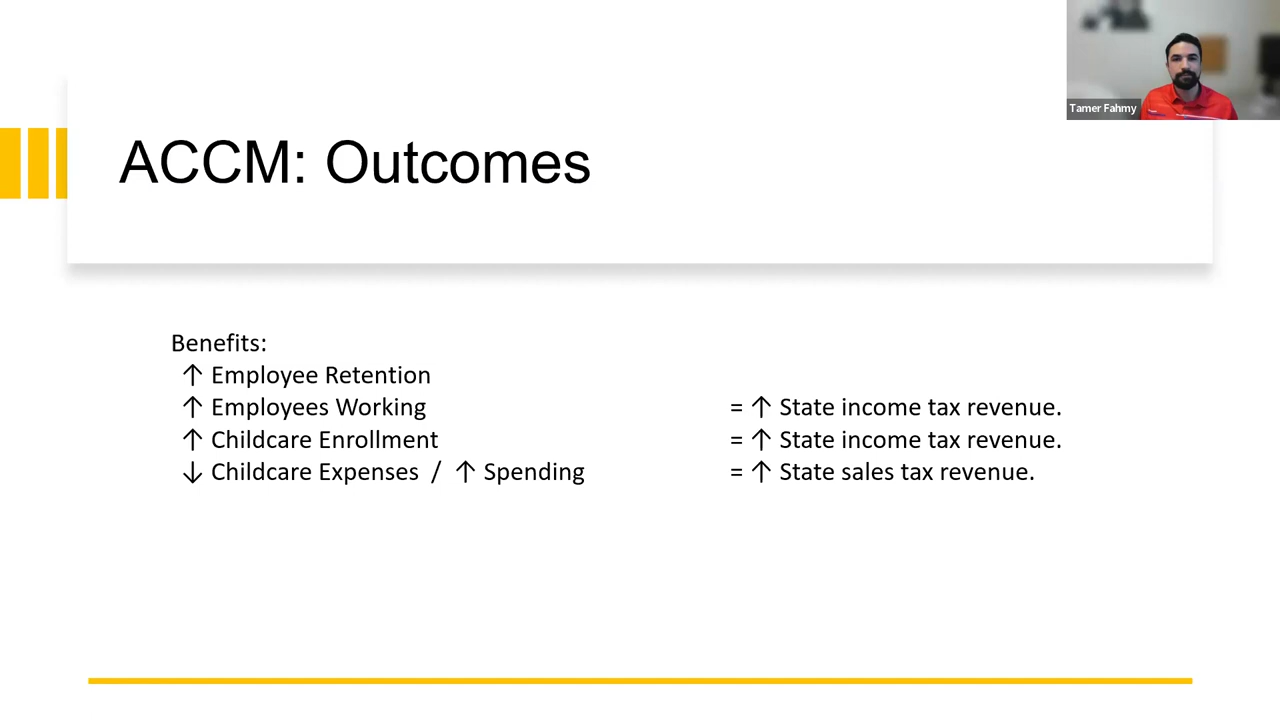 Tamer Fahmy
ACCM: Outcomes
Benefits:
↑ Employee Retention
↑ Employees Working = ↑ State income tax revenue.
↑ Childcare Enrollment = ↑ State income tax revenue.
↓ Childcare Expenses / ↑ Spending = ↑ State sales tax revenue.